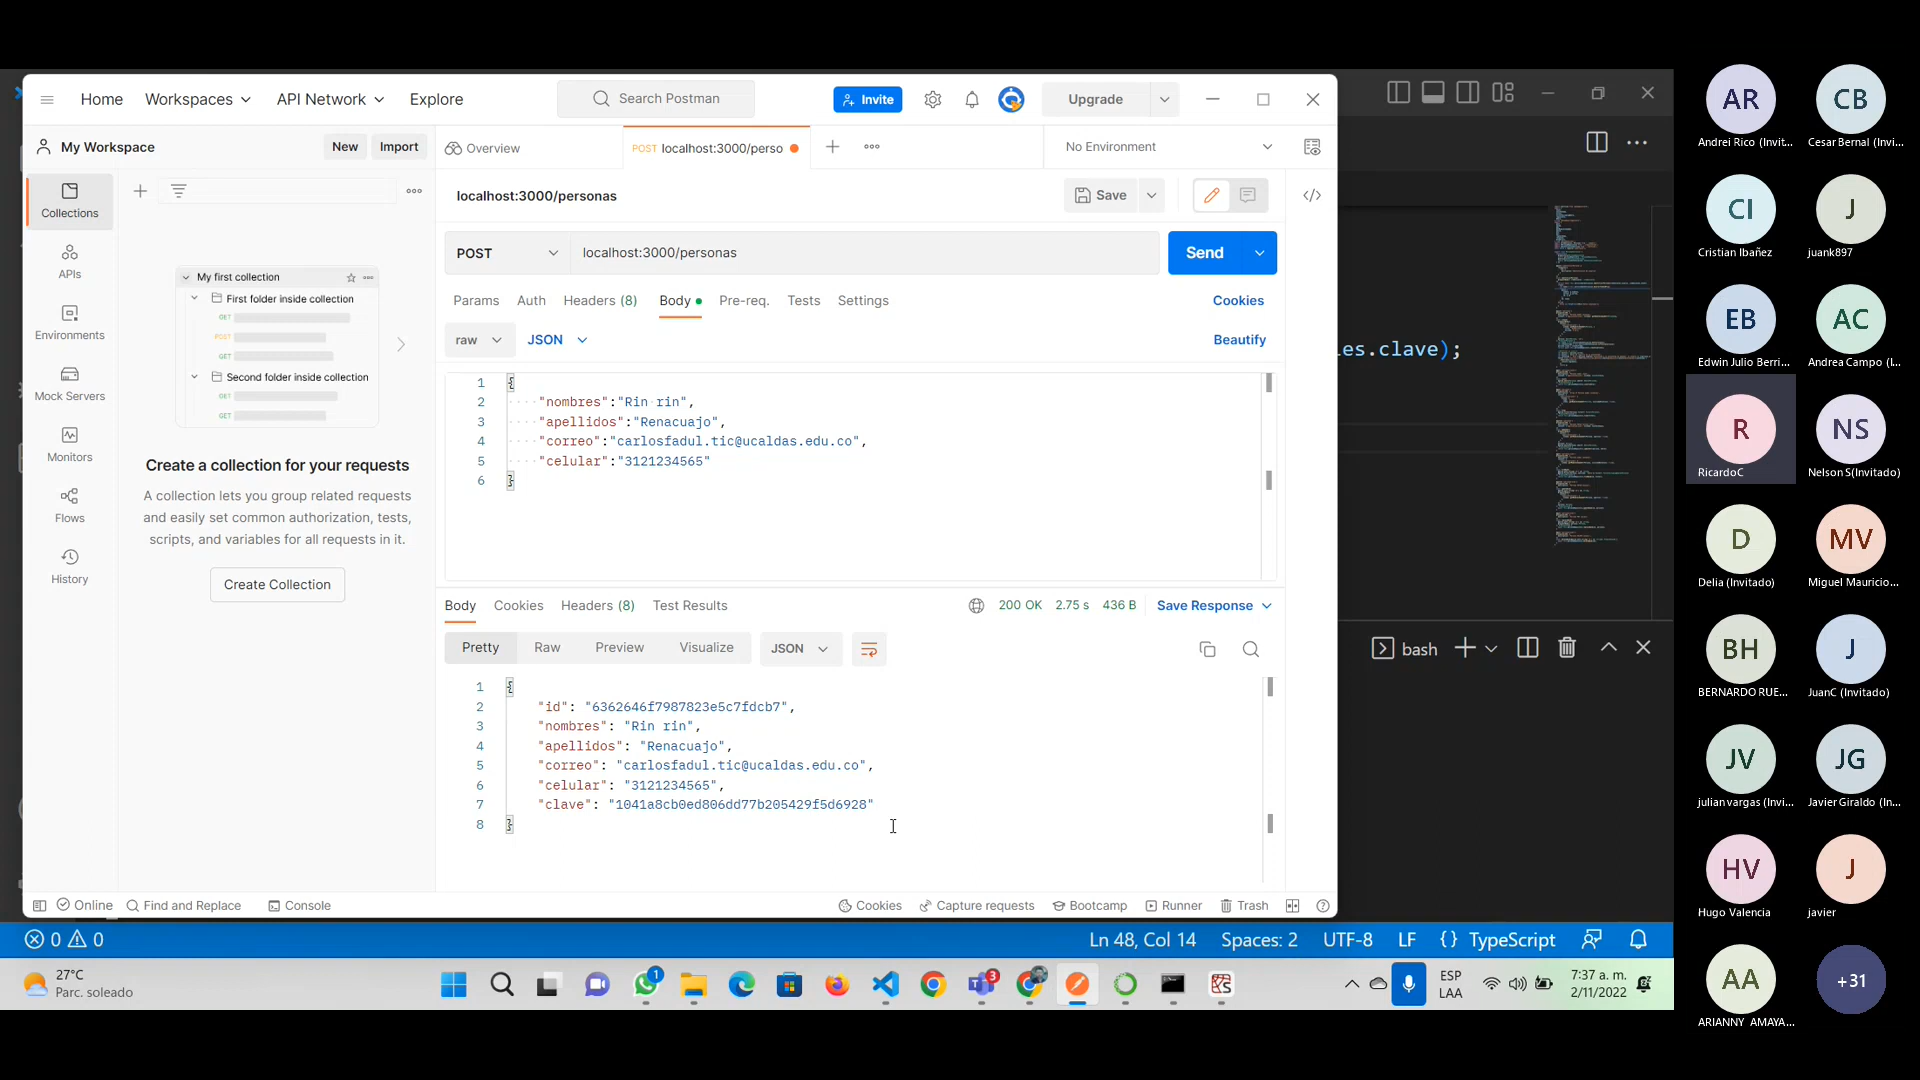 Home
Workspaces
API Network
Explore
Search Postman
Invite
Upgrade
My Workspace
New
Import
Overview
POST localhost:3000/perso
No Environment
Collections
APIs
Environments
Mock Servers
Monitors
Flows
History
My first collection
First folder inside collection
GET
POST
GET
Second folder inside collection
GET
GET
Create a collection for your requests
A collection lets you group related requests
and easily set common authorization, tests,
scripts, and variables for all requests in it.
Create Collection
localhost:3000/personas
Save
POST
localhost:3000/personas
Send
Params
Auth
Headers (8)
Body
Pre-req.
Tests
Settings
Cookies
raw
JSON
Beautify
1 {
2 "nombres":"Rin rin",
3 "apellidos":"Renacuajo",
4 "correo":"carlosfadul.tic@ucaldas.edu.co",
5 "celular":"3121234565"
6 }
Body
Cookies
Headers (8)
Test Results
200 OK
2.75 s
436 B
Save Response
Pretty
Raw
Preview
Visualize
JSON
1 {
2 "id": "6362646f7987823e5c7fdcb7",
3 "nombres": "Rin rin",
4 "apellidos": "Renacuajo",
5 "correo": "carlosfadul.tic@ucaldas.edu.co",
6 "celular": "3121234565",
7 "clave": "1041a8cb0ed806dd77b205429f5d6928"
8 }
Online
Find and Replace
Console
Cookies
Capture requests
Bootcamp
Runner
Trash
les.clave);
bash
0
0
Ln 48, Col 14
Spaces: 2
UTF-8
LF
{ } TypeScript
27°C
Parc. soleado
1
3
ESP
LAA
7:37 a. m.
2/11/2022
AR
Andrei Rico (Invit...
CB
Cesar Bernal (Invi...
CI
Cristian Ibañez
J
juank897
EB
Edwin Julio Berri...
AC
Andrea Campo (I...
R
RicardoC
NS
Nelson S(Invitado)
D
Delia (Invitado)
MV
Miguel Mauricio...
BH
BERNARDO RUE...
J
JuanC (Invitado)
JV
julian vargas (Invi...
JG
Javier Giraldo (In...
HV
Hugo Valencia
J
javier
AA
ARIANNY AMAYA...
+31